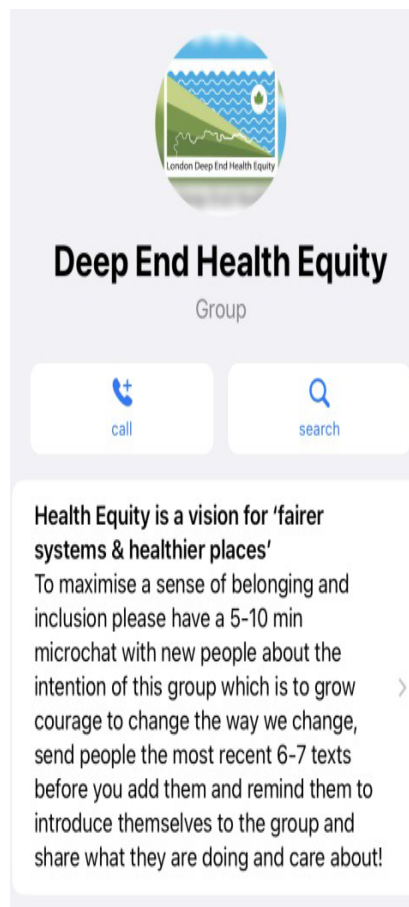 London Deep End Health Equity
Deep End Health Equity
Group
call
search
Health Equity is a vision for ‘fairer
systems & healthier places’
To maximise a sense of belonging and
inclusion please have a 5-10 min
microchat with new people about the
intention of this group which is to grow
courage to change the way we change,
send people the most recent 6-7 texts
before you add them and remind them to
introduce themselves to the group and
share what they are doing and care about!